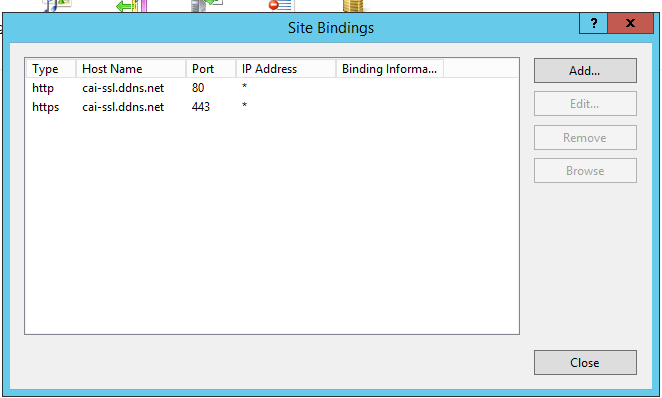 Site Bindings
? x
Type Host Name Port IP Address Binding Informa...
http cai-ssl.ddns.net 80 *
https cai-ssl.ddns.net 443 *
Add...
Edit...
Remove
Browse
Close